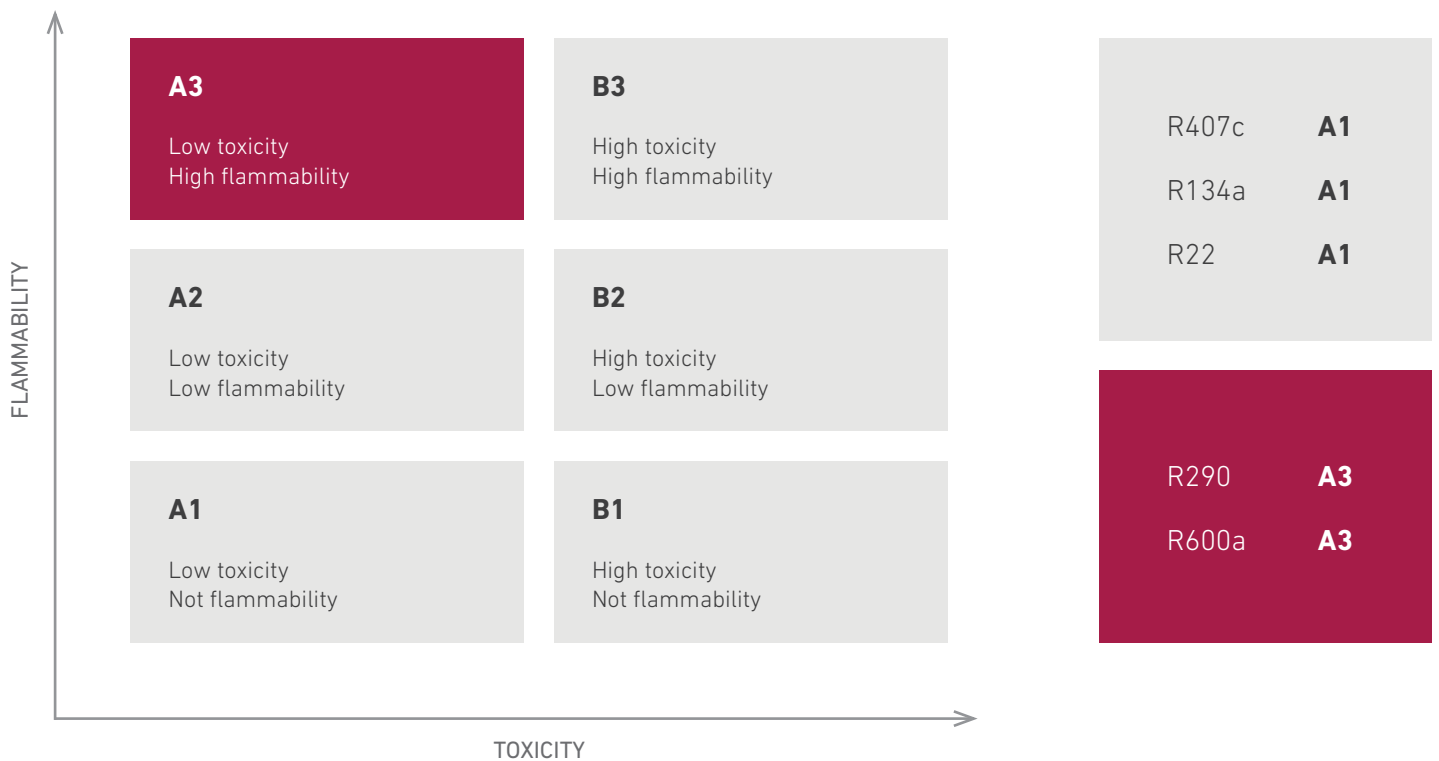 FLAMMABILITY
A3
Low toxicity
High flammability
B3
High toxicity
High flammability
A2
Low toxicity
Low flammability
B2
High toxicity
Low flammability
A1
Low toxicity
Not flammability
B1
High toxicity
Not flammability
TOXICITY
R407c A1
R134a A1
R22 A1
R290 A3
R600a A3